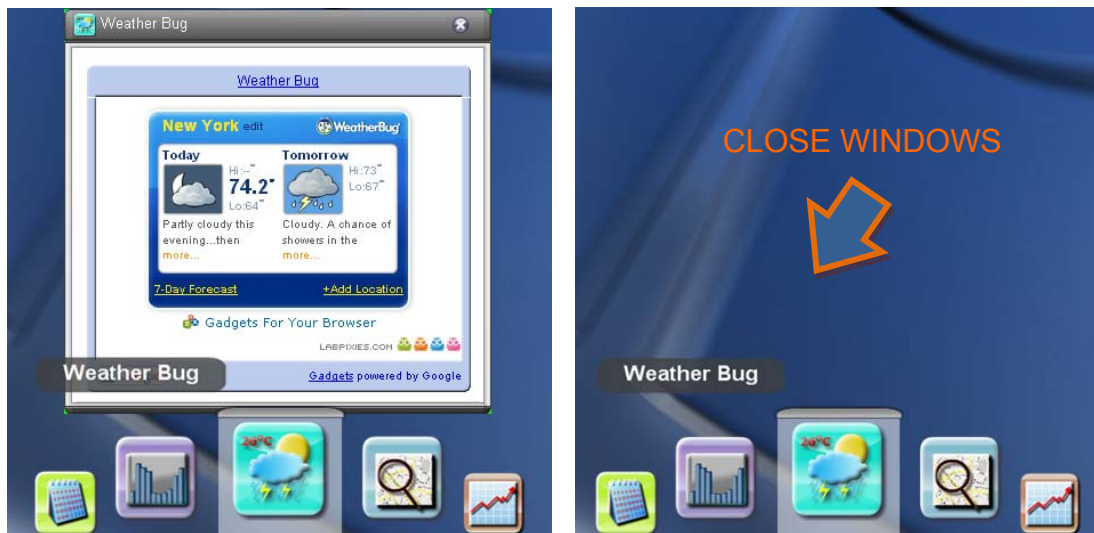 Weather Bug
Weather Bug
New York edit
WeatherBug
Today
Hi:--°
74.2°
Lo:64°
Partly cloudy this
evening...then
more...
Tomorrow
Hi:73°
Lo:67°
Cloudy. A chance of
showers in the
more...
7-Day Forecast
+Add Location
Gadgets For Your Browser
LABPIXIES.COM
Gadgets powered by Google
Weather Bug
20°C
CLOSE WINDOWS
Weather Bug
20°C